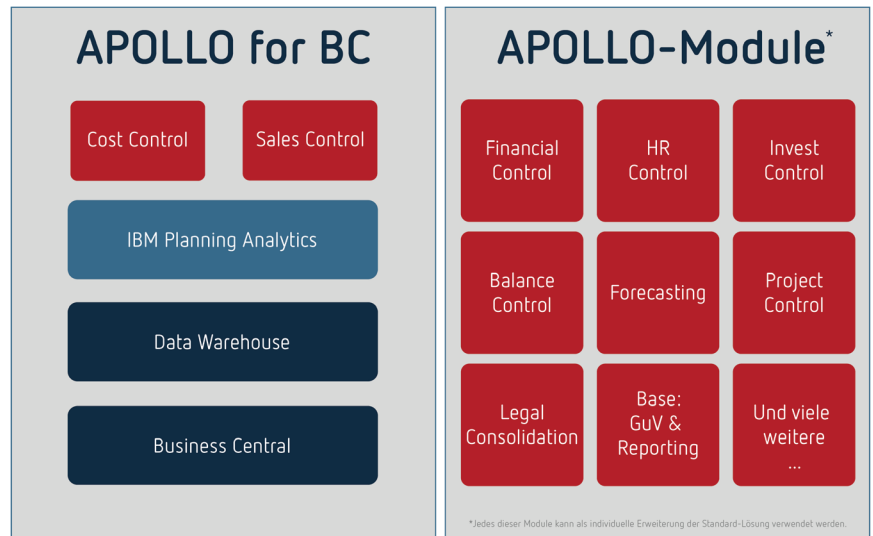 APOLLO for BC
Cost Control
Sales Control
IBM Planning Analytics
Data Warehouse
Business Central
APOLLO-Module*
Financial
Control
HR
Control
Invest
Control
Balance
Control
Forecasting
Project
Control
Legal
Consolidation
Base:
GuV &
Reporting
Und viele
weitere
...
*Jedes dieser Module kann als individuelle Erweiterung der Standard-Lösung verwendet werden.